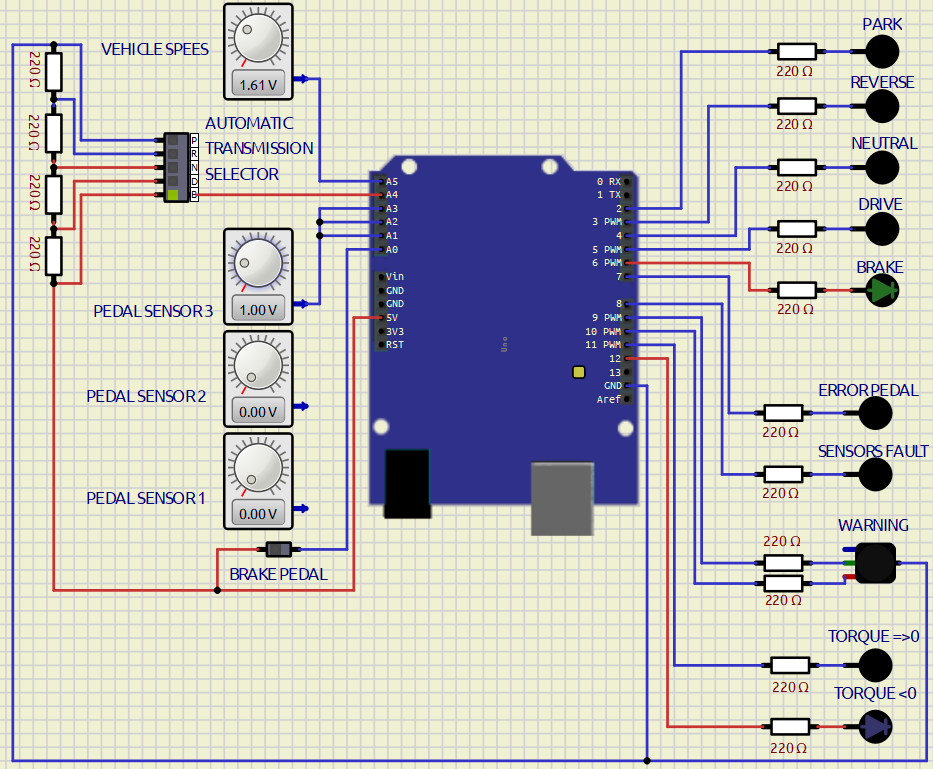 VEHICLE SPEES
1.61 V
220 Ω
220 Ω
220 Ω
220 Ω
AUTOMATIC
TRANSMISSION
SELECTOR
P
R
N
D
B
PEDAL SENSOR 3
1.00 V
PEDAL SENSOR 2
0.00 V
PEDAL SENSOR 1
0.00 V
BRAKE PEDAL
A5
A4
A3
A2
A1
A0
Vin
GND
GND
5V
3V3
RST
Uno
0 RX
1 TX
2
3 PWM
4
5 PWM
6 PWM
7
8
9 PWM
10 PWM
11 PWM
12
13
GND
Aref
PARK
220 Ω
REVERSE
220 Ω
NEUTRAL
220 Ω
DRIVE
220 Ω
BRAKE
220 Ω
ERROR PEDAL
220 Ω
SENSORS FAULT
220 Ω
WARNING
220 Ω
220 Ω
TORQUE =>0
220 Ω
TORQUE <0
220 Ω